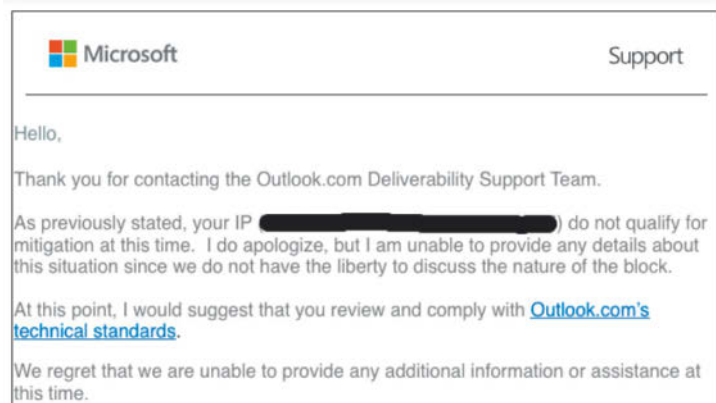 Microsoft
Support
Hello,
Thank you for contacting the Outlook.com Deliverability Support Team.
As previously stated, your IP ) do not qualify for
mitigation at this time. I do apologize, but I am unable to provide any details about
this situation since we do not have the liberty to discuss the nature of the block.
At this point, I would suggest that you review and comply with Outlook.com's
technical standards.
We regret that we are unable to provide any additional information or assistance at
this time.